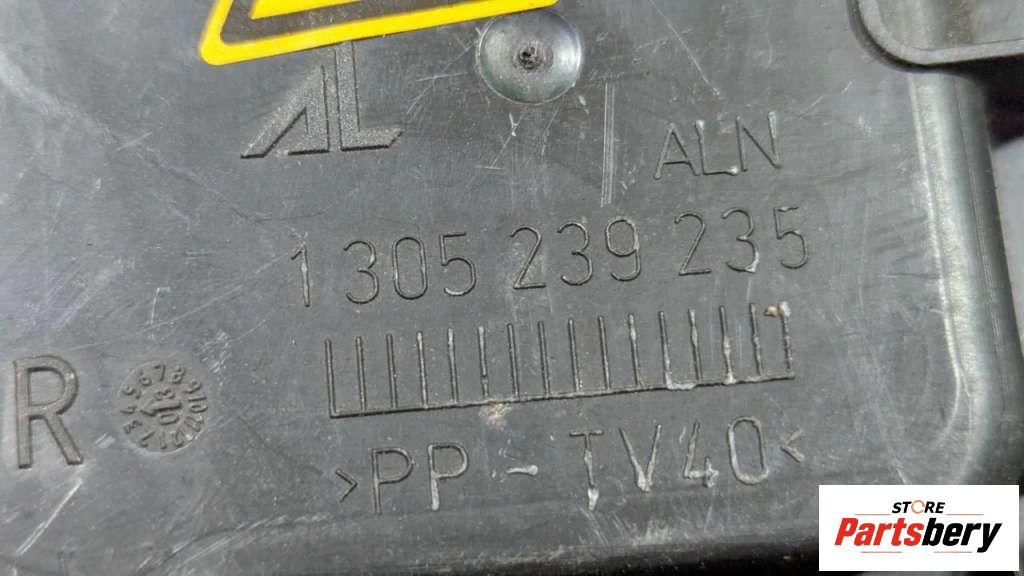 AL
ALN
1 305 239 235
R
>PP-TV40<
STORE
Partsbery